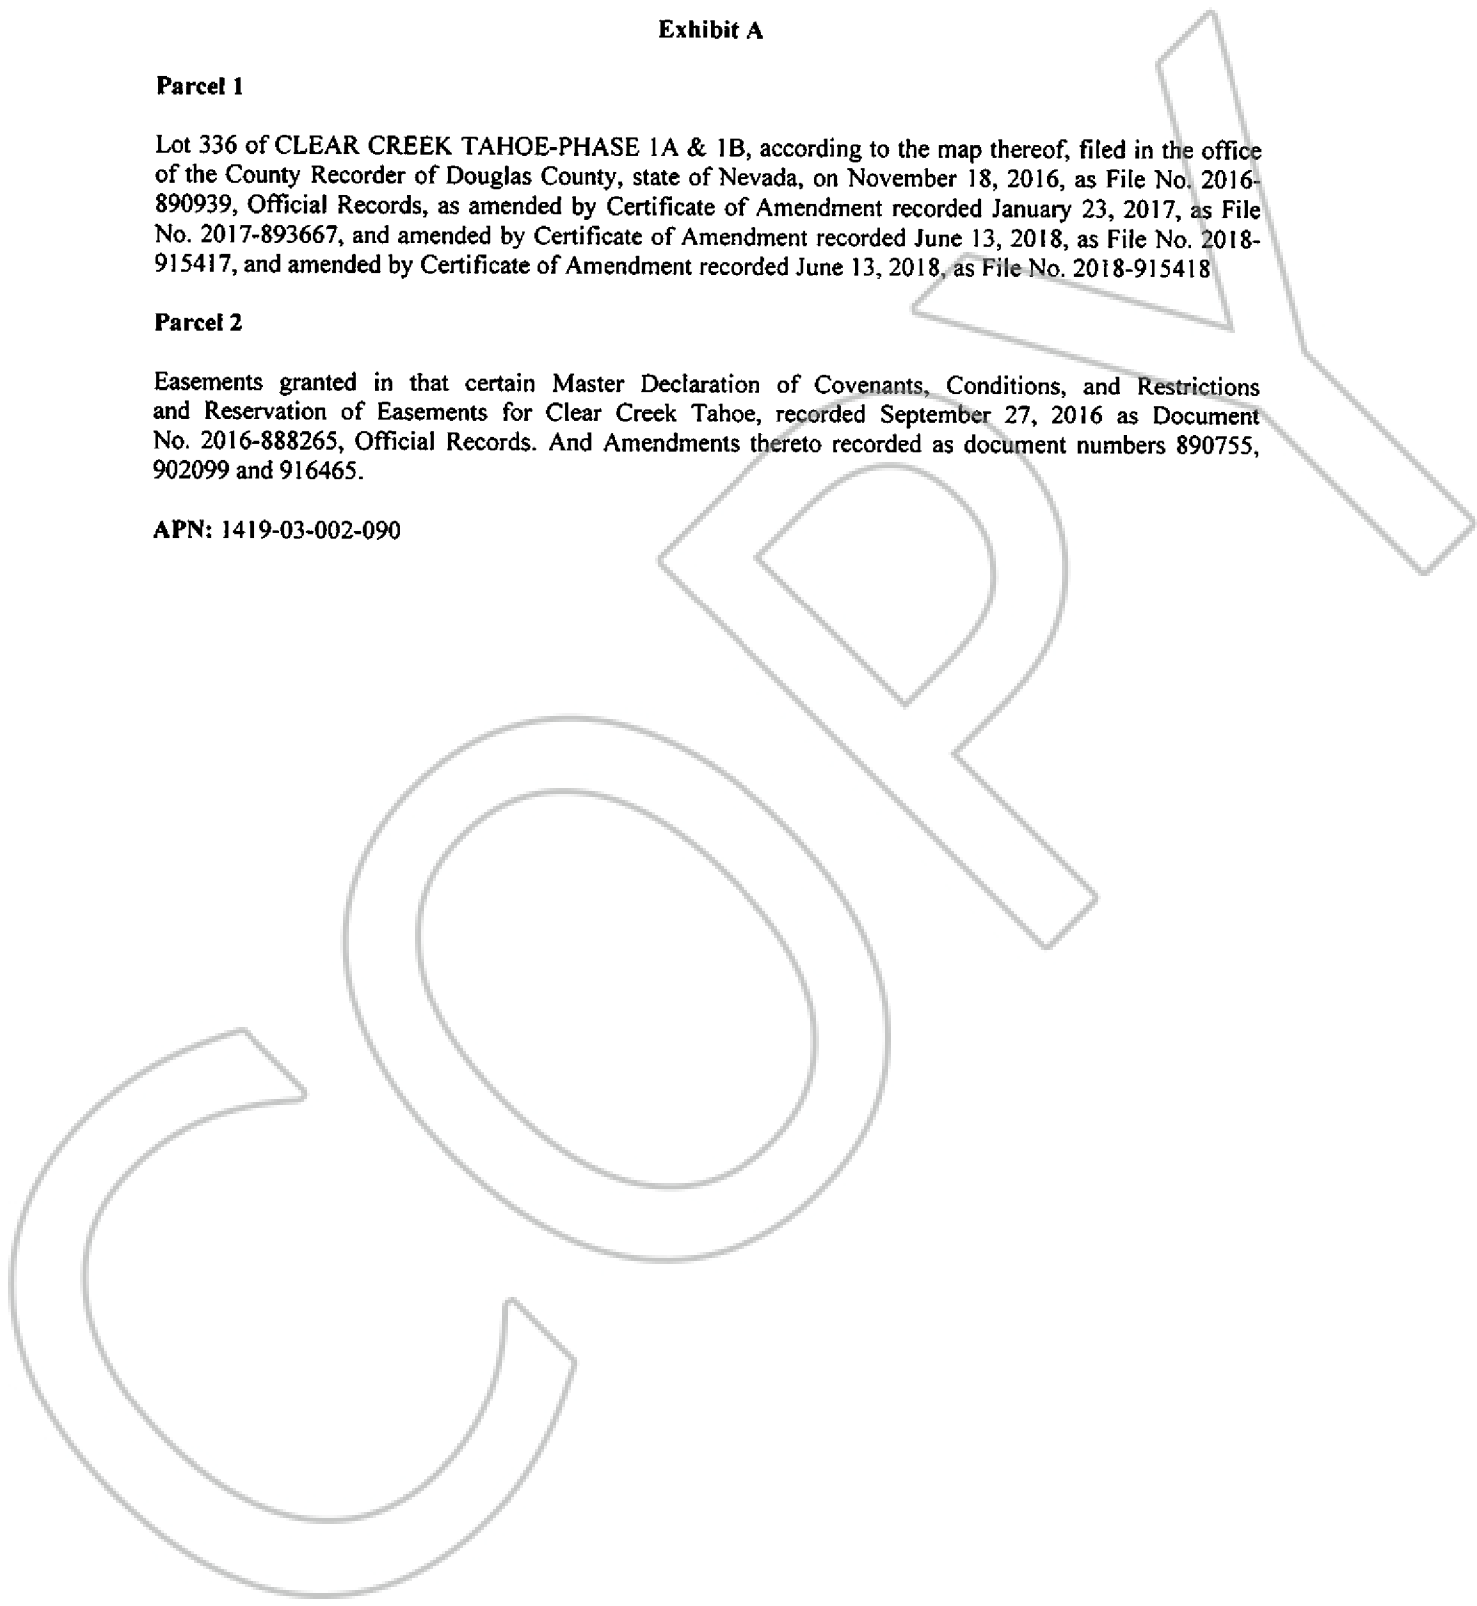 Exhibit A
Parcel 1
Lot 336 of CLEAR CREEK TAHOE-PHASE 1A & 1B, according to the map thereof, filed in the office
of the County Recorder of Douglas County, state of Nevada, on November 18, 2016, as File No. 2016-
890939, Official Records, as amended by Certificate of Amendment recorded January 23, 2017, as File
No. 2017-893667, and amended by Certificate of Amendment recorded June 13, 2018, as File No. 2018-
915417, and amended by Certificate of Amendment recorded June 13, 2018, as File No. 2018-915418
Parcel 2
Easements granted in that certain Master Declaration of Covenants, Conditions, and Restrictions
and Reservation of Easements for Clear Creek Tahoe, recorded September 27, 2016 as Document
No. 2016-888265, Official Records. And Amendments thereto recorded as document numbers 890755,
902099 and 916465.
APN: 1419-03-002-090
COPY